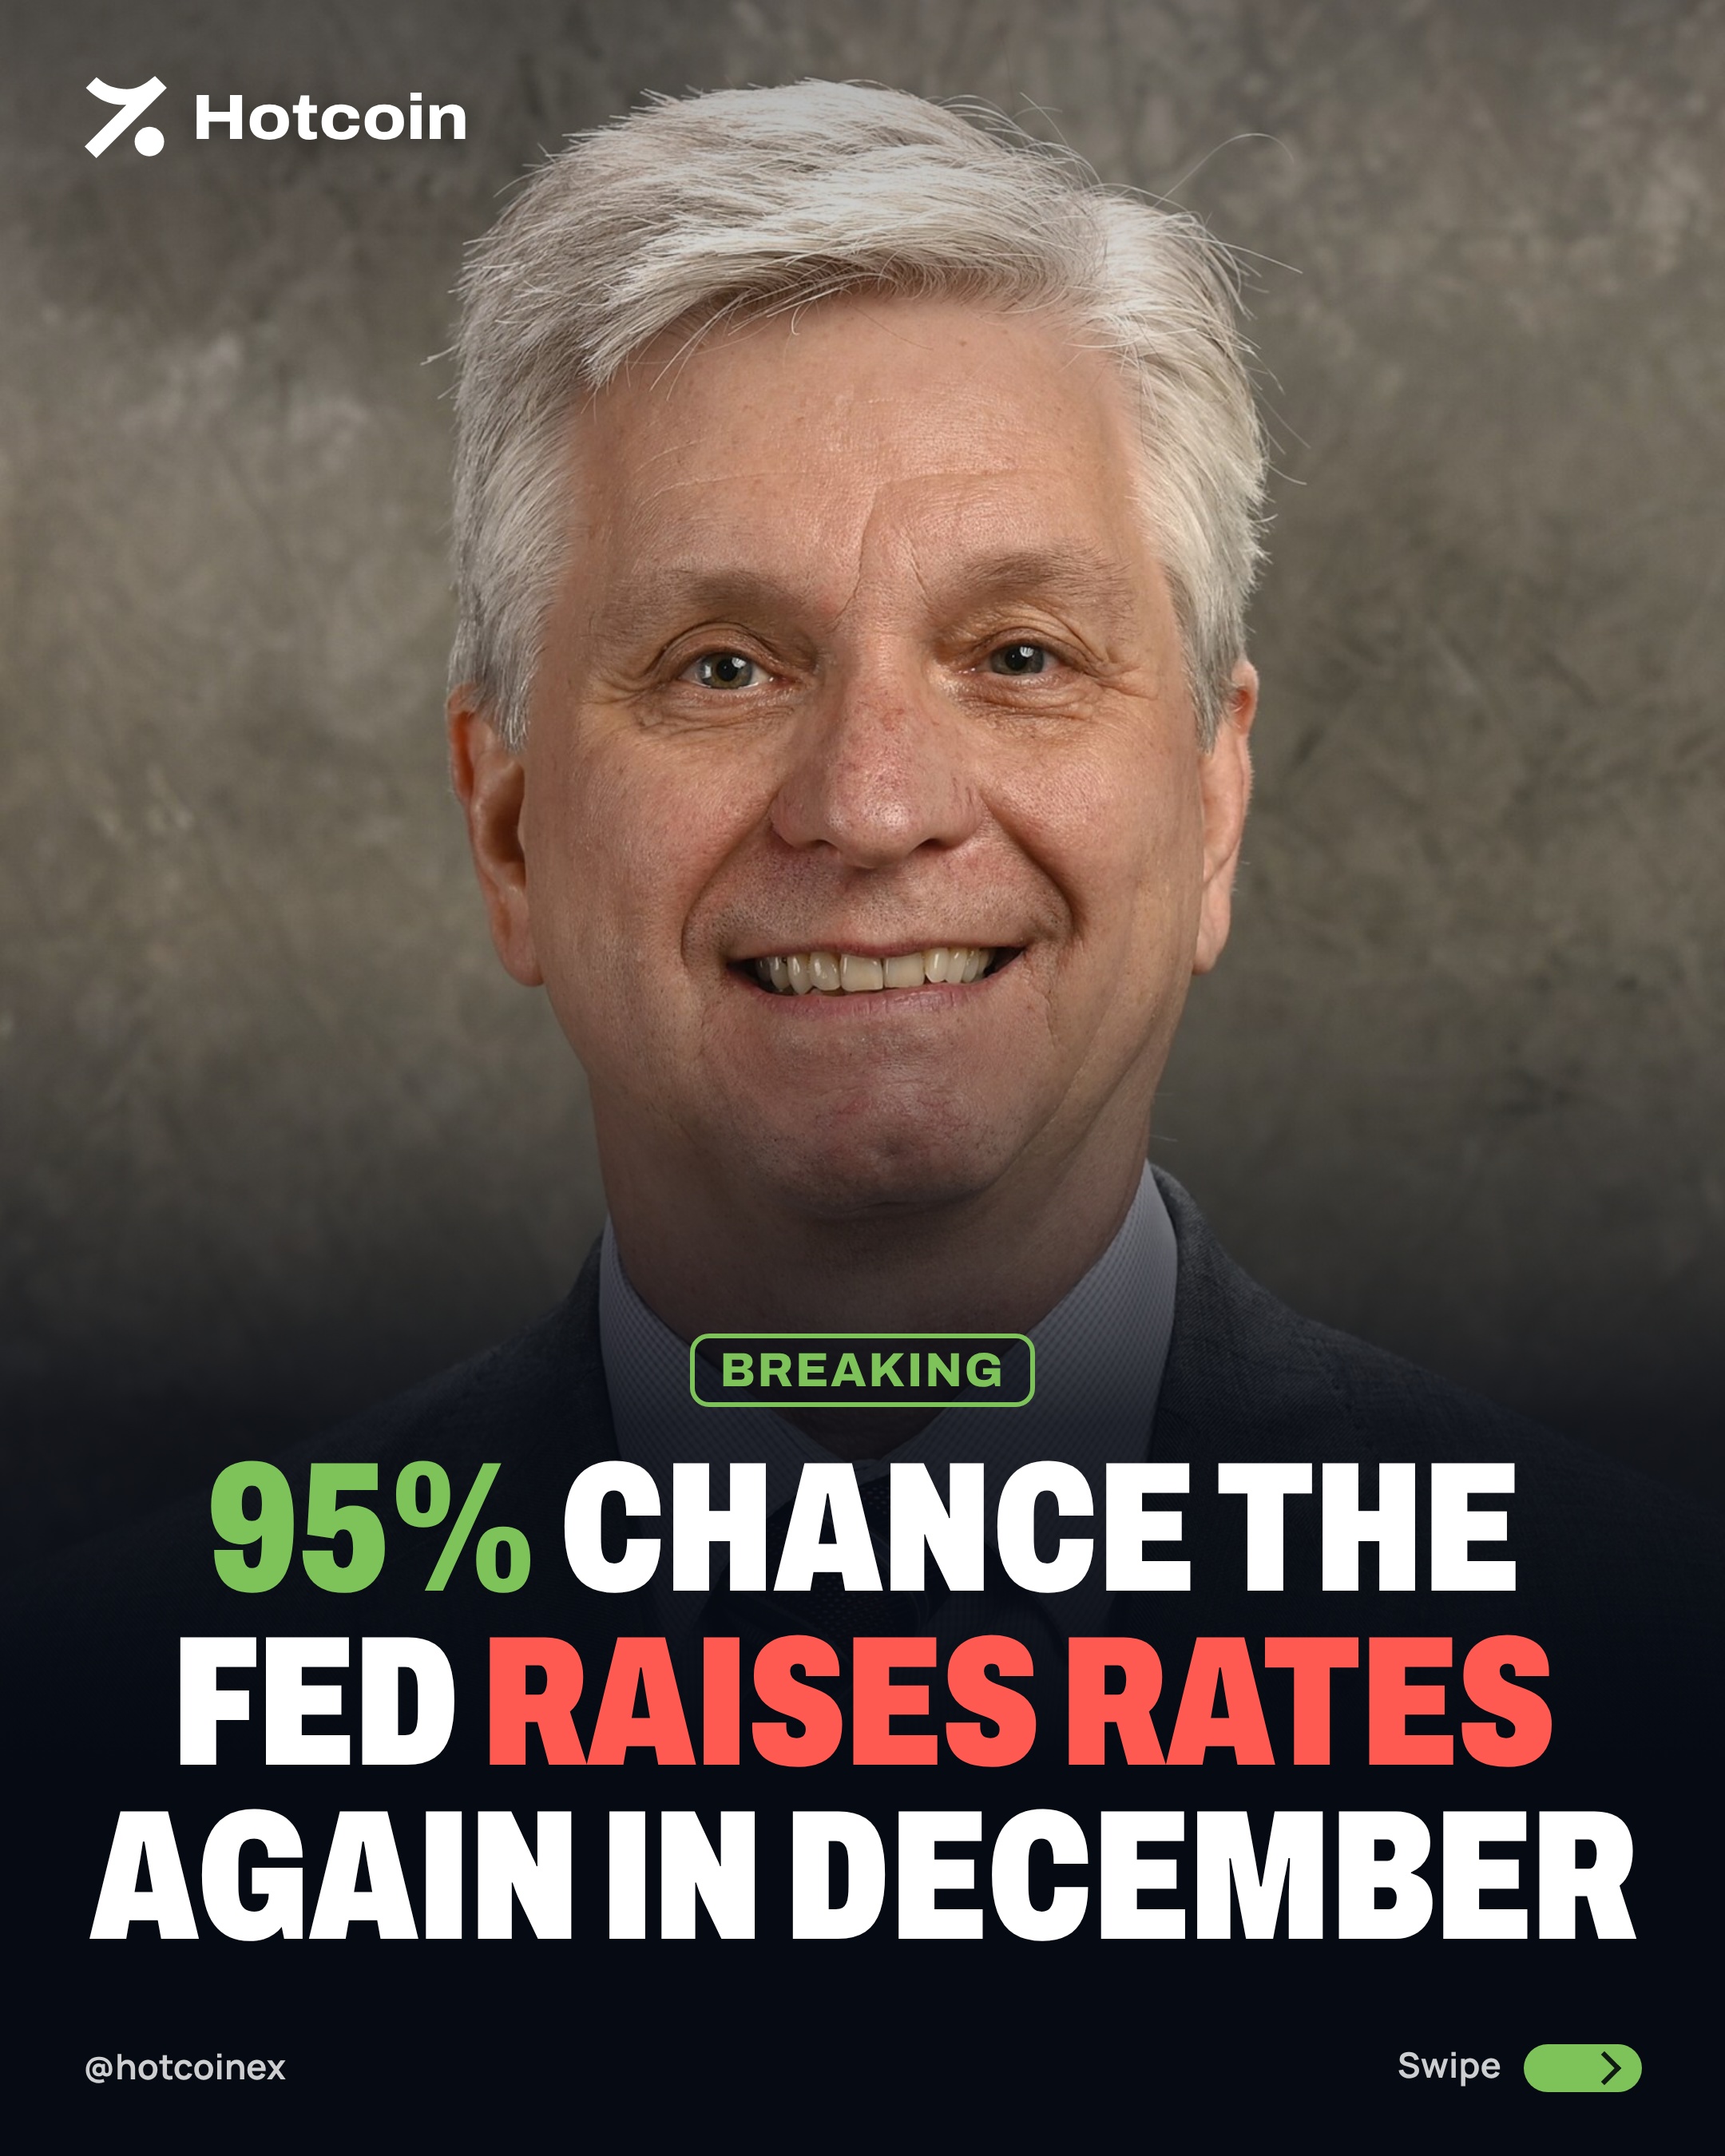 Hotcoin
BREAKING
95% CHANCE THE
FED RAISES RATES
AGAIN IN DECEMBER
@hotcoinex
Swipe